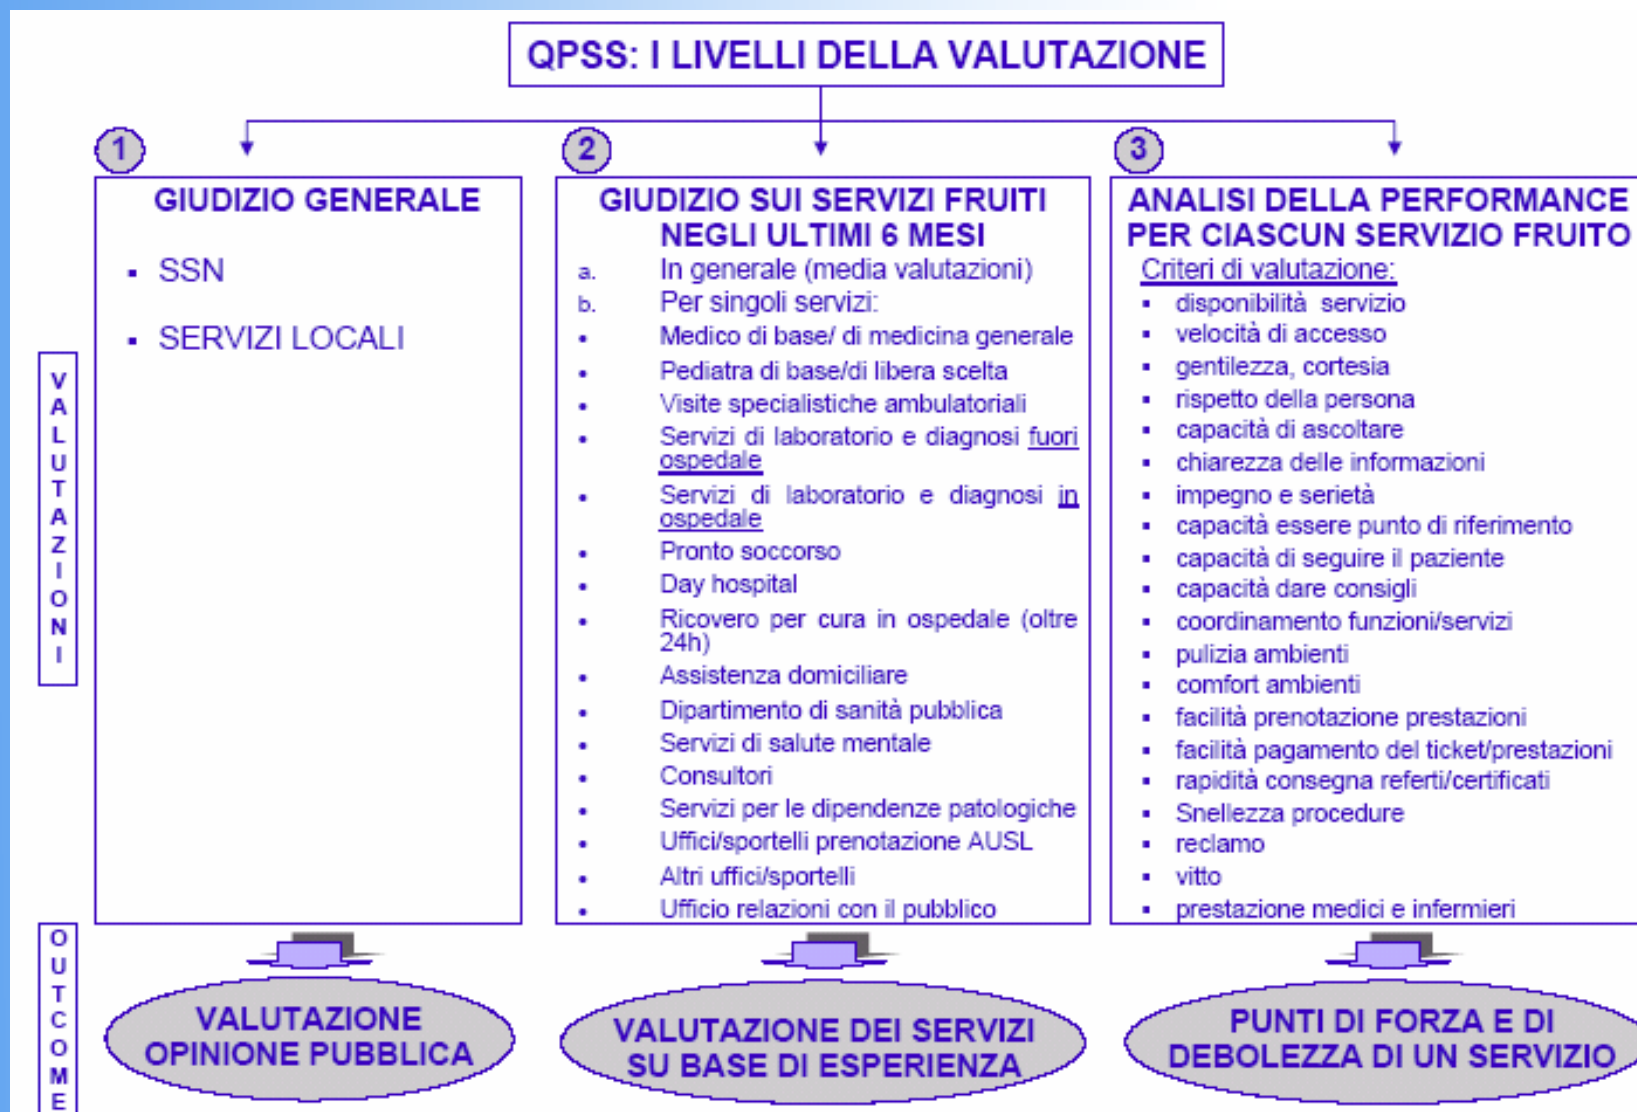 QPSS: I LIVELLI DELLA VALUTAZIONE
1
GIUDIZIO GENERALE
▪ SSN
▪ SERVIZI LOCALI
2
GIUDIZIO SUI SERVIZI FRUITI
NEGLI ULTIMI 6 MESI
a. In generale (media valutazioni)
b. Per singoli servizi:
• Medico di base/ di medicina generale
• Pediatra di base/di libera scelta
• Visite specialistiche ambulatoriali
• Servizi di laboratorio e diagnosi fuori
ospedale
• Servizi di laboratorio e diagnosi in
ospedale
• Pronto soccorso
• Day hospital
• Ricovero per cura in ospedale (oltre
24h)
• Assistenza domiciliare
• Dipartimento di sanità pubblica
• Servizi di salute mentale
• Consultori
• Servizi per le dipendenze patologiche
• Uffici/sportelli prenotazione AUSL
• Altri uffici/sportelli
• Ufficio relazioni con il pubblico
3
ANALISI DELLA PERFORMANCE
PER CIASCUN SERVIZIO FRUITO
Criteri di valutazione:
▪ disponibilità servizio
▪ velocità di accesso
▪ gentilezza, cortesia
▪ rispetto della persona
▪ capacità di ascoltare
▪ chiarezza delle informazioni
▪ impegno e serietà
▪ capacità essere punto di riferimento
▪ capacità di seguire il paziente
▪ capacità dare consigli
▪ coordinamento funzioni/servizi
▪ pulizia ambienti
▪ comfort ambienti
▪ facilità prenotazione prestazioni
▪ facilità pagamento del ticket/prestazioni
▪ rapidità consegna referti/certificati
▪ Snellezza procedure
▪ reclamo
▪ vitto
▪ prestazione medici e infermieri
VALUTAZIONI
OUTCOME
VALUTAZIONE
OPINIONE PUBBLICA
VALUTAZIONE DEI SERVIZI
SU BASE DI ESPERIENZA
PUNTI DI FORZA E DI
DEBOLEZZA DI UN SERVIZIO